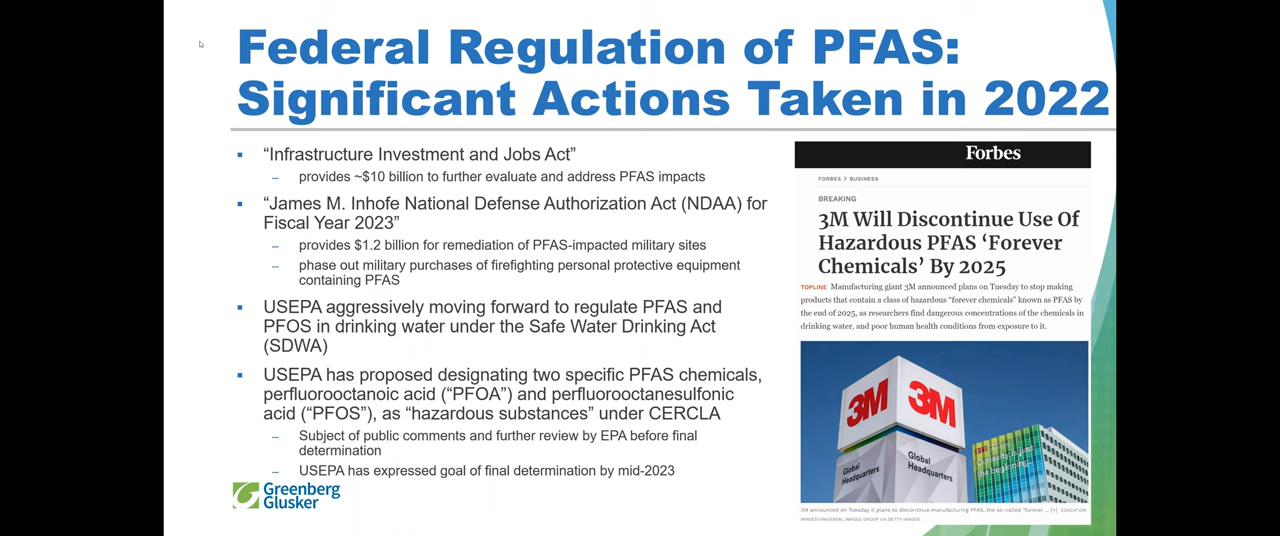 Federal Regulation of PFAS:
Significant Actions Taken in 2022
▪ “Infrastructure Investment and Jobs Act”
– provides ~$10 billion to further evaluate and address PFAS impacts
▪ “James M. Inhofe National Defense Authorization Act (NDAA) for
Fiscal Year 2023”
– provides $1.2 billion for remediation of PFAS-impacted military sites
– phase out military purchases of firefighting personal protective equipment
containing PFAS
▪ USEPA aggressively moving forward to regulate PFAS and
PFOS in drinking water under the Safe Water Drinking Act
(SDWA)
▪ USEPA has proposed designating two specific PFAS chemicals,
perfluorooctanoic acid (“PFOA”) and perfluorooctanesulfonic
acid (“PFOS”), as “hazardous substances” under CERCLA
– Subject of public comments and further review by EPA before final
determination
– USEPA has expressed goal of final determination by mid-2023
Greenberg
Glusker
Forbes
FORBES > BUSINESS
BREAKING
3M Will Discontinue Use Of
Hazardous PFAS ‘Forever
Chemicals’ By 2025
TOPLINE Manufacturing giant 3M announced plans on Tuesday to stop making
products that contain a class of hazardous “forever chemicals” known as PFAS by
the end of 2025, as researchers find dangerous concentrations of the chemicals in
drinking water, and poor human health conditions from exposure to it.
3M 3M
Global
Headquarters
Global
Headquarters
3M announced on Tuesday it plans to discontinue manufacturing PFAS, the so-called "forever ... [+] EDUCATION
IMAGES/UNIVERSAL IMAGES GROUP VIA GETTY IMAGES